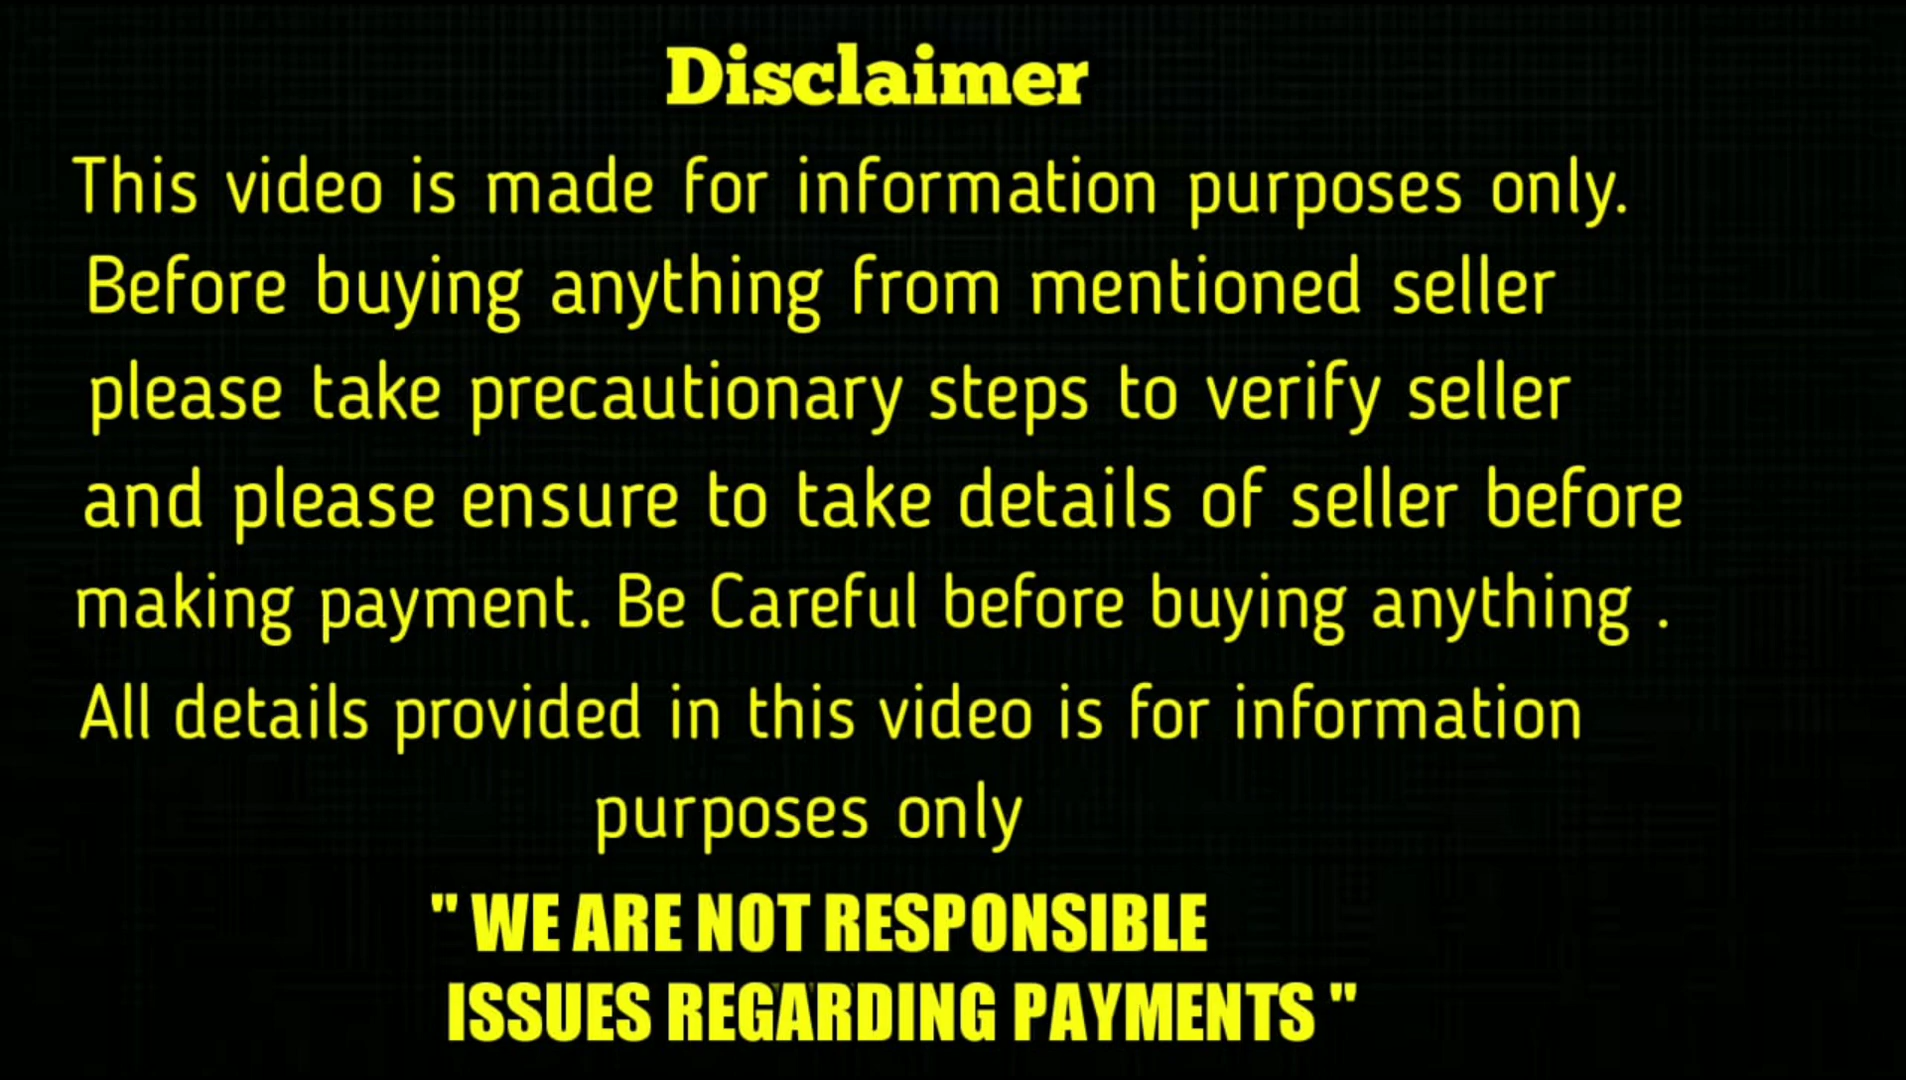 Disclaimer
This video is made for information purposes only.
Before buying anything from mentioned seller
please take precautionary steps to verify seller
and please ensure to take details of seller before
making payment. Be Careful before buying anything .
All details provided in this video is for information
purposes only
" WE ARE NOT RESPONSIBLE
ISSUES REGARDING PAYMENTS "